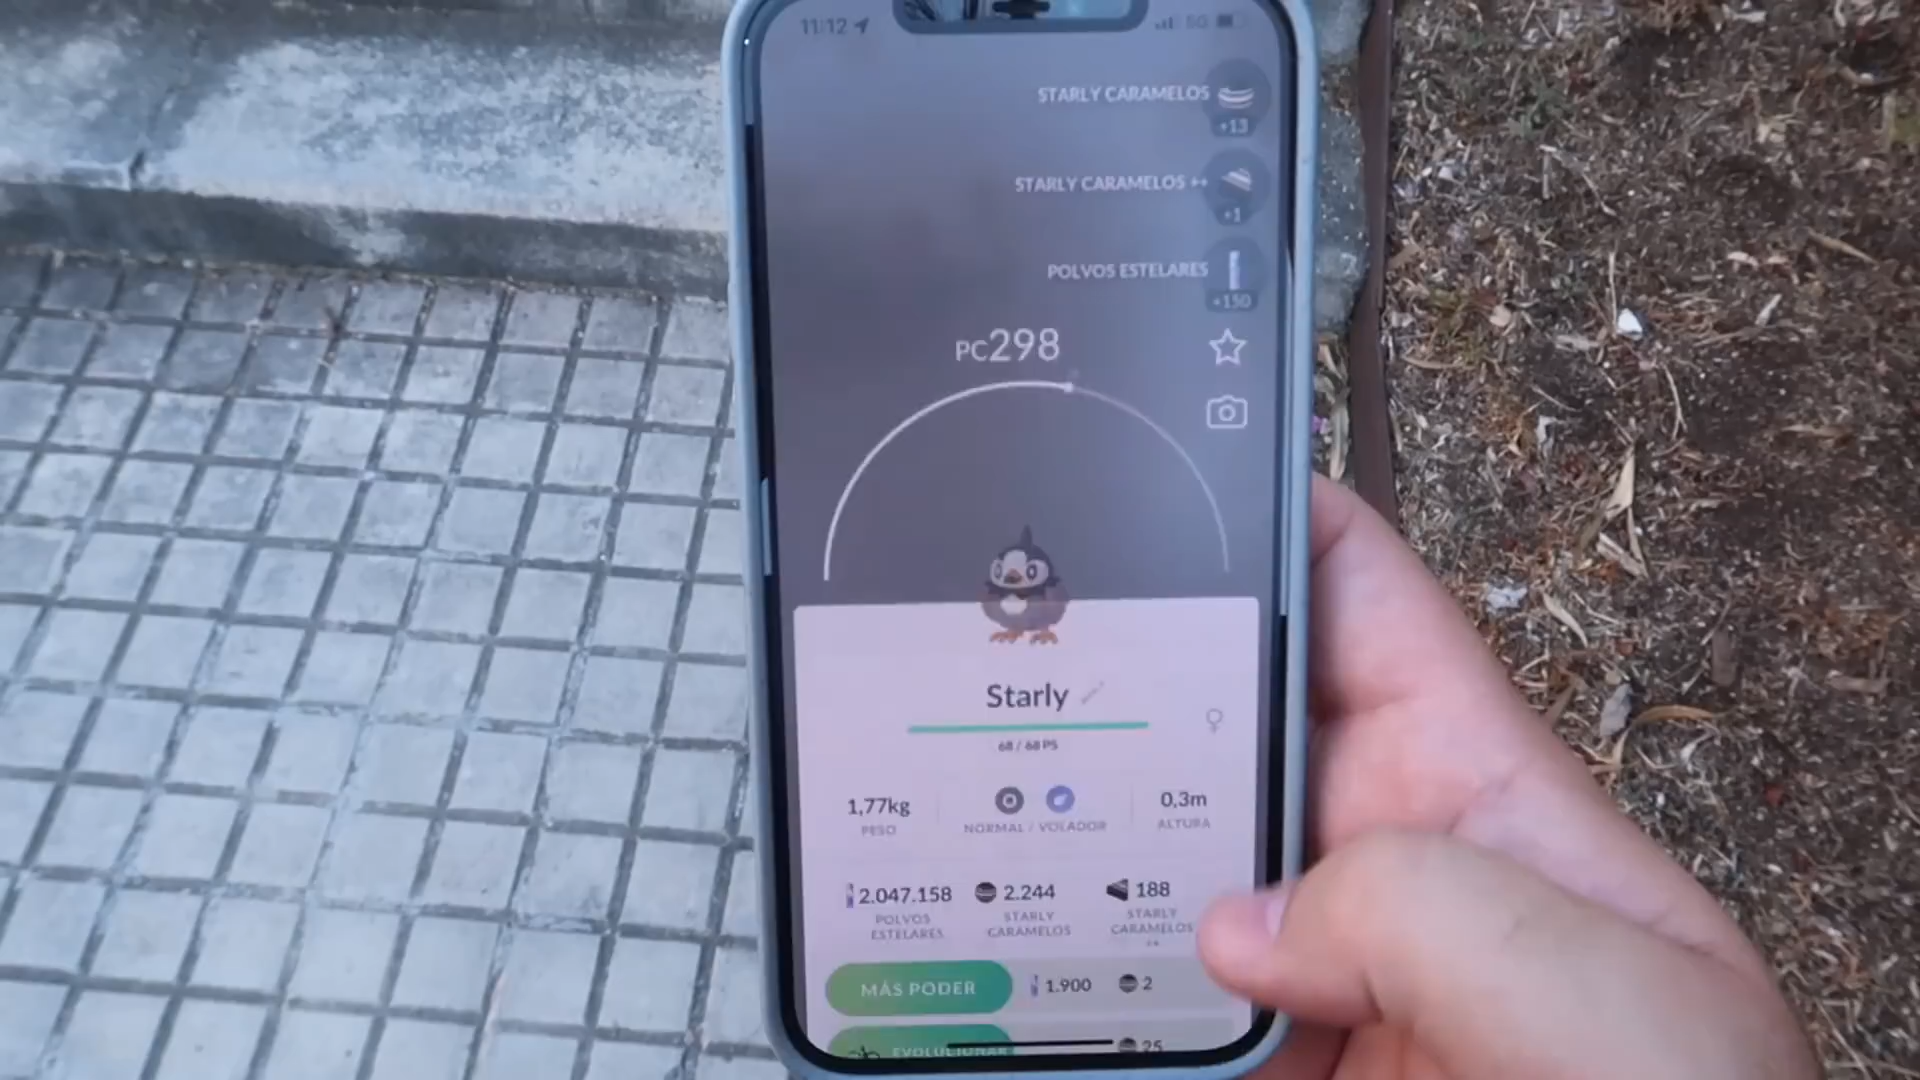 11/12 5G
STARLY CARAMELOS
+13
STARLY CARAMELOS ++
+1
POLVOS ESTELARES
+150
PC298
Starly
68 / 68 PS
1,77kg
PESO
NORMAL / VOLADOR
0,3m
ALTURA
2.047.158
POLVOS
ESTELARES
2.244
STARLY
CARAMELOS
188
STARLY
CARAMELOS
++
MÁS PODER 1.900 2
EVOLUCIONAR 25